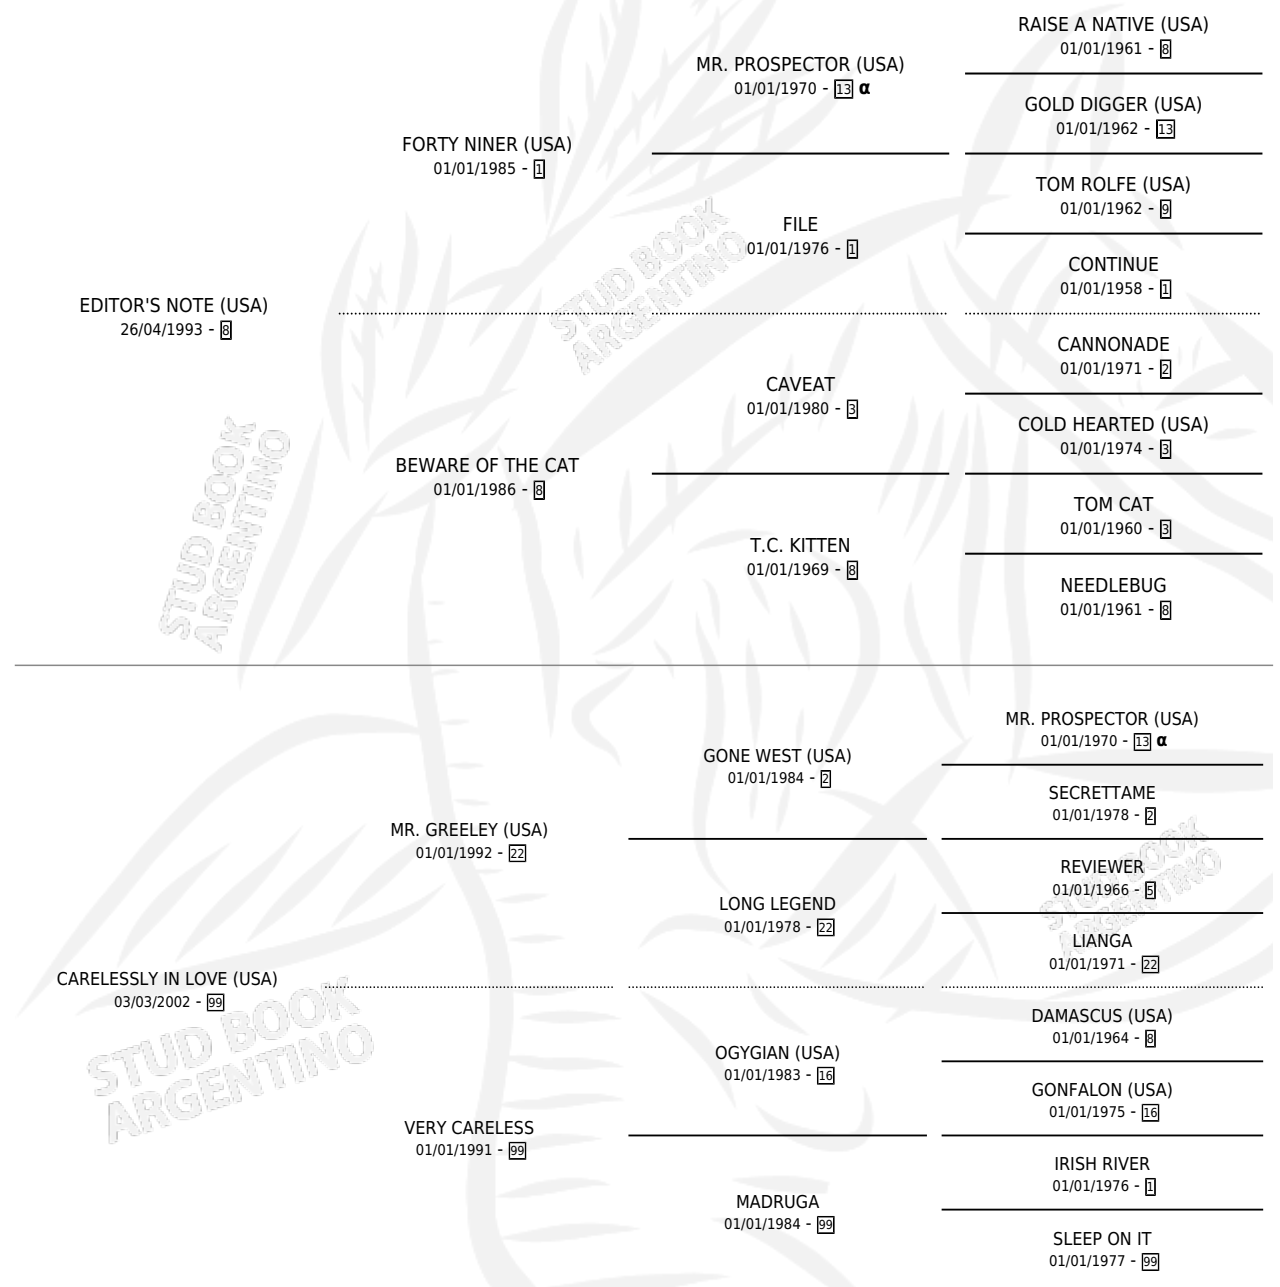 RAISE A NATIVE (USA)
01/01/1961 - 8
MR. PROSPECTOR (USA)
01/01/1970 - 13 α
GOLD DIGGER (USA)
01/01/1962 - 13
FORTY NINER (USA)
01/01/1985 - 1
TOM ROLFE (USA)
01/01/1962 - 9
FILE
01/01/1976 - 1
CONTINUE
01/01/1958 - 1
EDITOR'S NOTE (USA)
26/04/1993 - 8
CANNONADE
01/01/1971 - 2
CAVEAT
01/01/1980 - 3
COLD HEARTED (USA)
01/01/1974 - 3
BEWARE OF THE CAT
01/01/1986 - 8
TOM CAT
01/01/1960 - 3
T.C. KITTEN
01/01/1969 - 8
NEEDLEBUG
01/01/1961 - 8
MR. PROSPECTOR (USA)
01/01/1970 - 13 α
GONE WEST (USA)
01/01/1984 - 2
SECRETTAME
01/01/1978 - 2
MR. GREELEY (USA)
01/01/1992 - 22
REVIEWER
01/01/1966 - 5
LONG LEGEND
01/01/1978 - 22
LIANGA
01/01/1971 - 22
CARELESSLY IN LOVE (USA)
03/03/2002 - 99
DAMASCUS (USA)
01/01/1964 - 8
OGYGIAN (USA)
01/01/1983 - 16
GONFALON (USA)
01/01/1975 - 16
VERY CARELESS
01/01/1991 - 99
IRISH RIVER
01/01/1976 - 1
MADRUGA
01/01/1984 - 99
SLEEP ON IT
01/01/1977 - 99
STUD BOOK
ARGENTINO
STUD BOOK
ARGENTINO
STUD BOOK
ARGENTINO
STUD BOOK
ARGENTINO